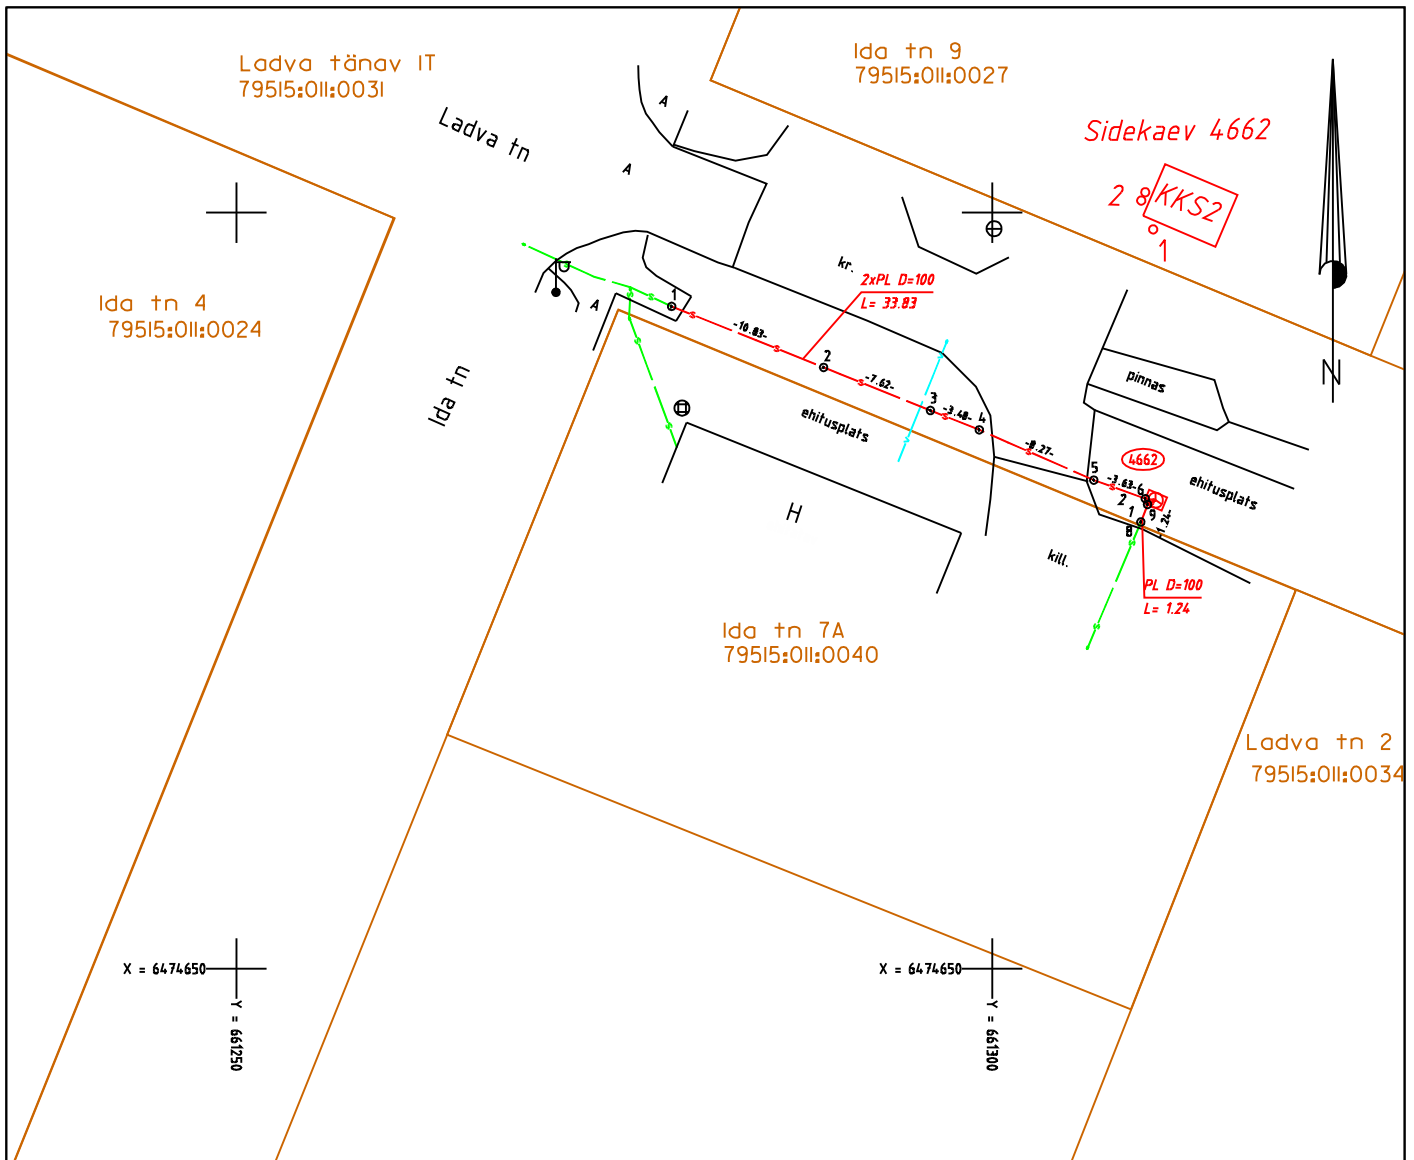 Ladva tänav 1T
79515:011:0031
Ida tn 9
79515:011:0027
Ladva tn
A
A
Sidekaev 4662
2 8 KKS2
1
Ida tn 4
79515:011:0024
kr.
2xPL D=100
L= 33.83
A
1
-10.83-
2
-7.62-
3
-3.48-
4
-8.27-
5
-3.63-
6
2
1
8
9
-1.24-
4662
N
pinnas
ehitusplats
ehitusplats
Ida tn
H
kill.
PL D=100
L= 1.24
Ida tn 7A
79515:011:0040
Ladva tn 2
79515:011:0034
X = 6474650
Y = 661250
X = 6474650
Y = 661300